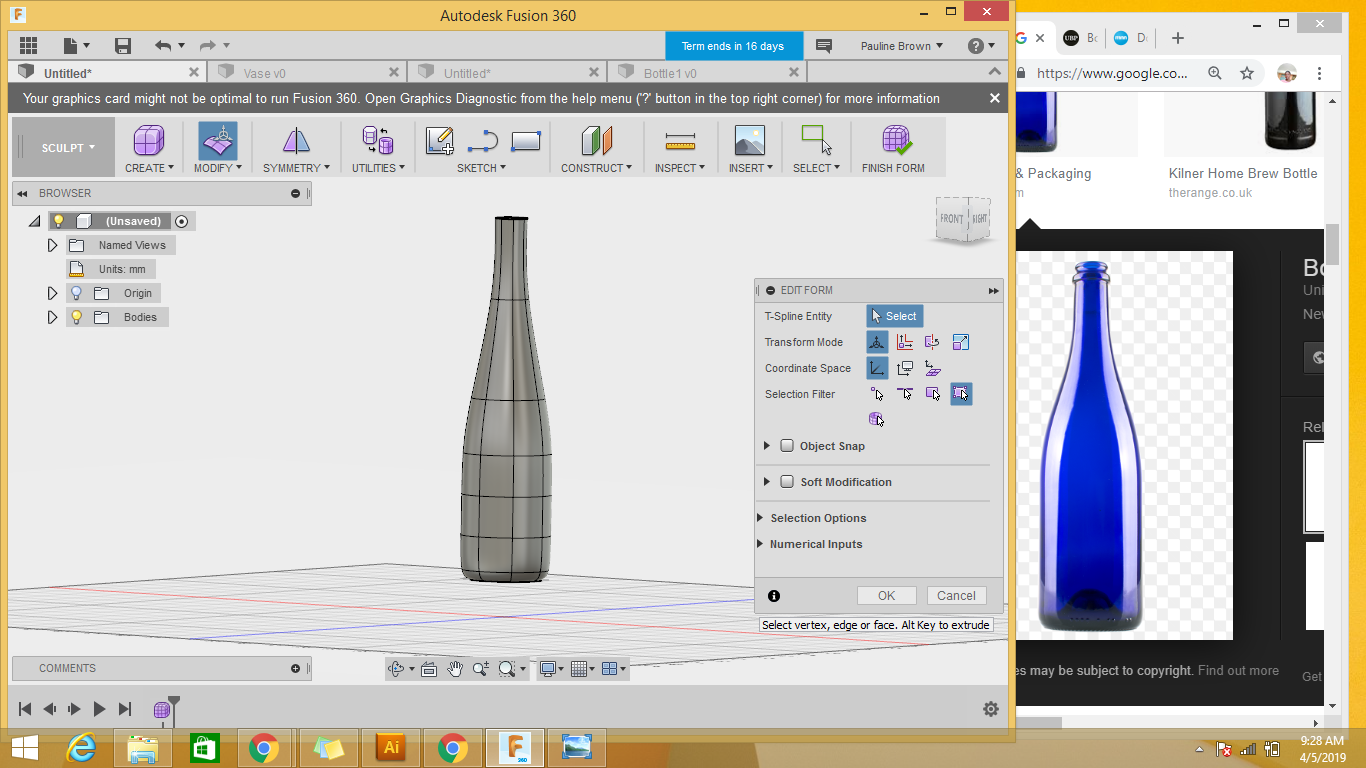 Autodesk Fusion 360
Term ends in 16 days
Pauline Brown
Untitled*
Vase v0
Untitled*
Bottle1 v0
Your graphics card might not be optimal to run Fusion 360. Open Graphics Diagnostic from the help menu ('?' button in the top right corner) for more information
SCULPT
CREATE
MODIFY
SYMMETRY
UTILITIES
SKETCH
CONSTRUCT
INSPECT
INSERT
SELECT
FINISH FORM
BROWSER
(Unsaved)
Named Views
Units: mm
Origin
Bodies
FRONT
RIGHT
EDIT FORM
T-Spline Entity
Select
Transform Mode
Coordinate Space
Selection Filter
Object Snap
Soft Modification
Selection Options
Numerical Inputs
OK
Cancel
Select vertex, edge or face. Alt Key to extrude
COMMENTS
UBP
https://www.google.co...
& Packaging
Kilner Home Brew Bottle
therange.co.uk
Bo
Uni
New
Rel
es may be subject to copyright. Find out more
Get
Ai
F
360
9:28 AM
4/5/2019